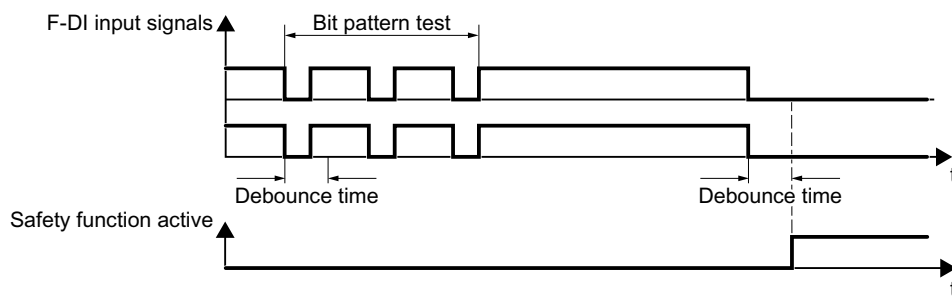 F-DI input signals
Bit pattern test
t
Debounce time
Debounce time
Safety function active
t